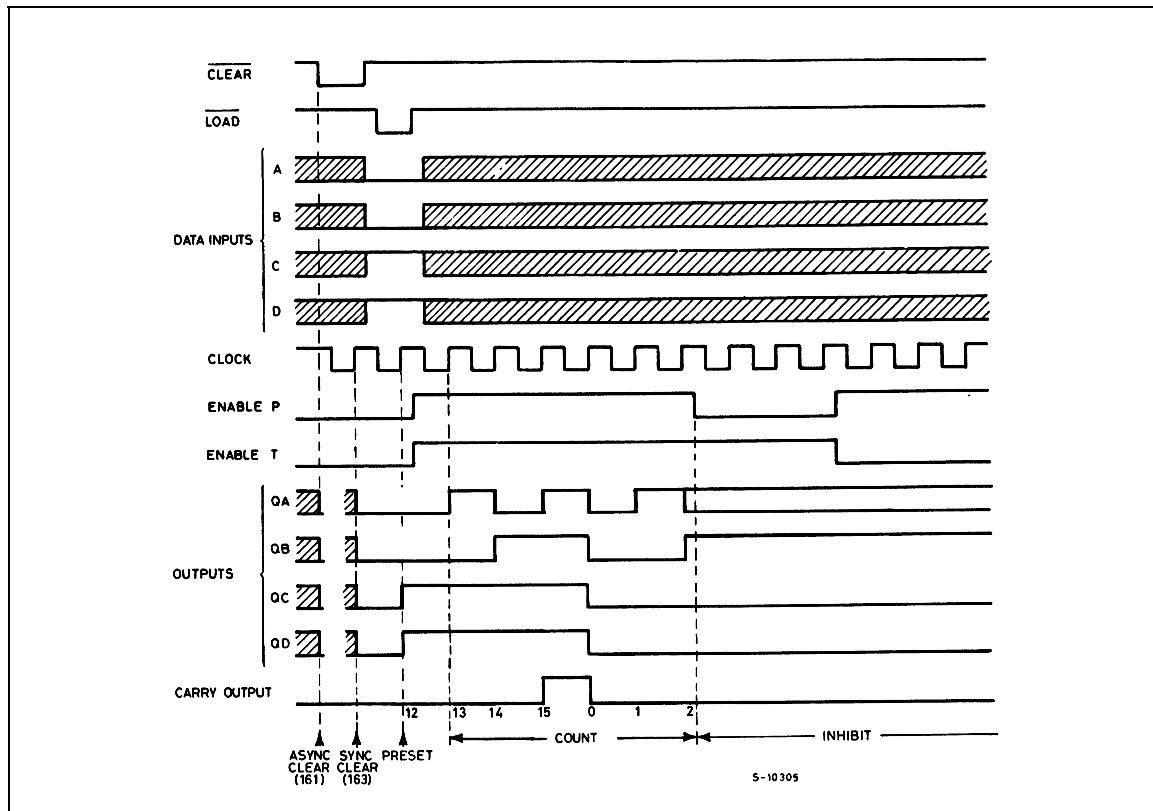 CLEAR
LOAD
A
B
DATA INPUTS
C
D
CLOCK
ENABLE P
ENABLE T
QA
QB
OUTPUTS
QC
QD
CARRY OUTPUT
12 13 14 15 0 1 2
COUNT INHIBIT
ASYNC CLEAR (161)
SYNC CLEAR (163)
PRESET
S-10305